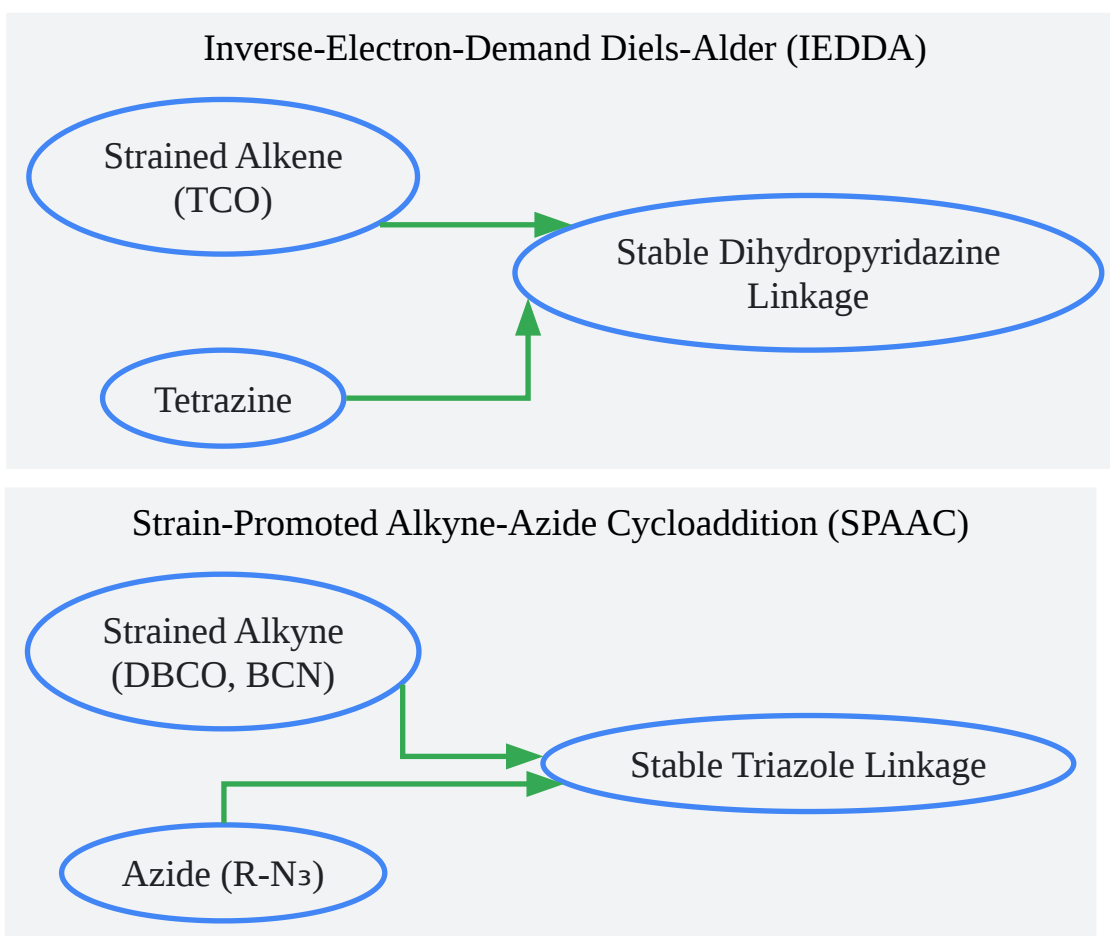 Inverse-Electron-Demand Diels-Alder (IEDDA)
Strained Alkene
(TCO)
Stable Dihydropyridazine
Linkage
Tetrazine
Strain-Promoted Alkyne-Azide Cycloaddition (SPAAC)
Strained Alkyne
(DBCO, BCN)
Stable Triazole Linkage
Azide (R-N₃)